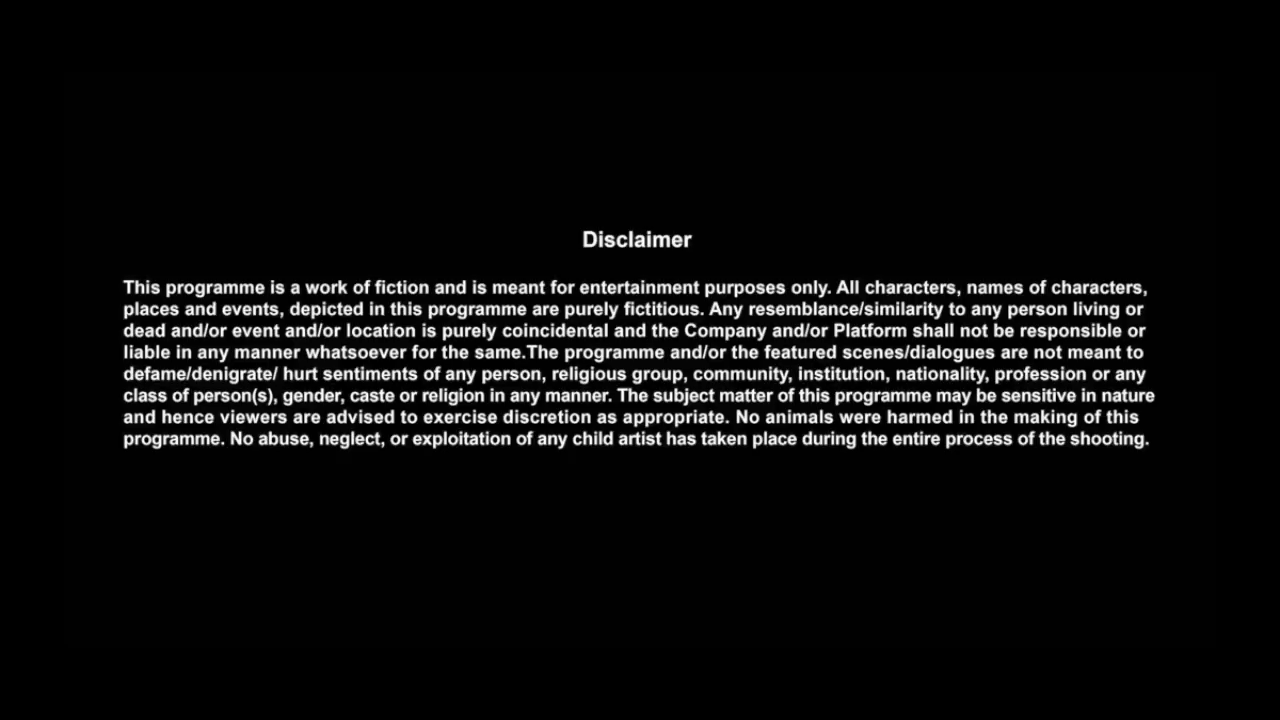 Disclaimer
This programme is a work of fiction and is meant for entertainment purposes only. All characters, names of characters,
places and events, depicted in this programme are purely fictitious. Any resemblance/similarity to any person living or
dead and/or event and/or location is purely coincidental and the Company and/or Platform shall not be responsible or
liable in any manner whatsoever for the same.The programme and/or the featured scenes/dialogues are not meant to
defame/denigrate/ hurt sentiments of any person, religious group, community, institution, nationality, profession or any
class of person(s), gender, caste or religion in any manner. The subject matter of this programme may be sensitive in nature
and hence viewers are advised to exercise discretion as appropriate. No animals were harmed in the making of this
programme. No abuse, neglect, or exploitation of any child artist has taken place during the entire process of the shooting.